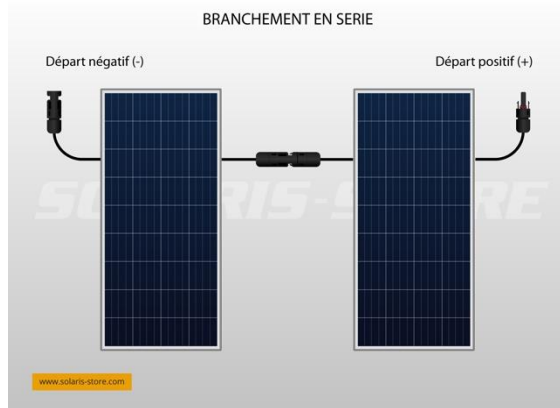 BRANCHEMENT EN SERIE
Départ négatif (-)
Départ positif (+)
SOLARIS-STORE
www.solaris-store.com